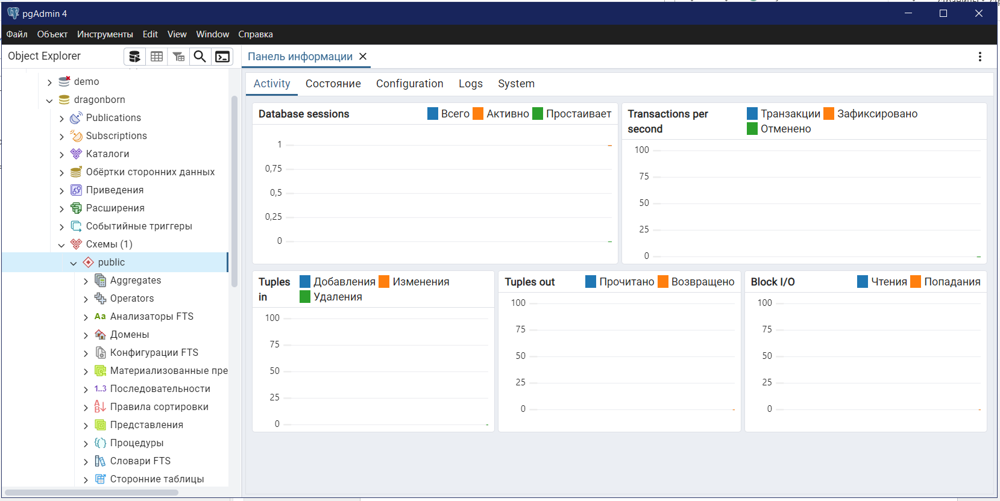 pgAdmin 4
Файл Объект Инструменты Edit View Window Справка
Object Explorer
Панель информации
demo
dragonborn
Publications
Subscriptions
Каталоги
Обёртки сторонних данных
Приведения
Расширения
Событийные триггеры
Схемы (1)
public
Aggregates
Operators
Aa Анализаторы FTS
Домены
Конфигурации FTS
Материализованные пре
1..3 Последовательности
Правила сортировки
Представления
Процедуры
Словари FTS
Сторонние таблицы
Activity Состояние Configuration Logs System
Database sessions Всего Активно Простаивает
1
0,75
0,5
0,25
0
Transactions per second Транзакции Зафиксировано
Отменено
100
75
50
25
0
Tuples in Добавления Изменения
Удаления
100
75
50
25
0
Tuples out Прочитано Возвращено
100
75
50
25
0
Block I/O Чтения Попадания
100
75
50
25
0